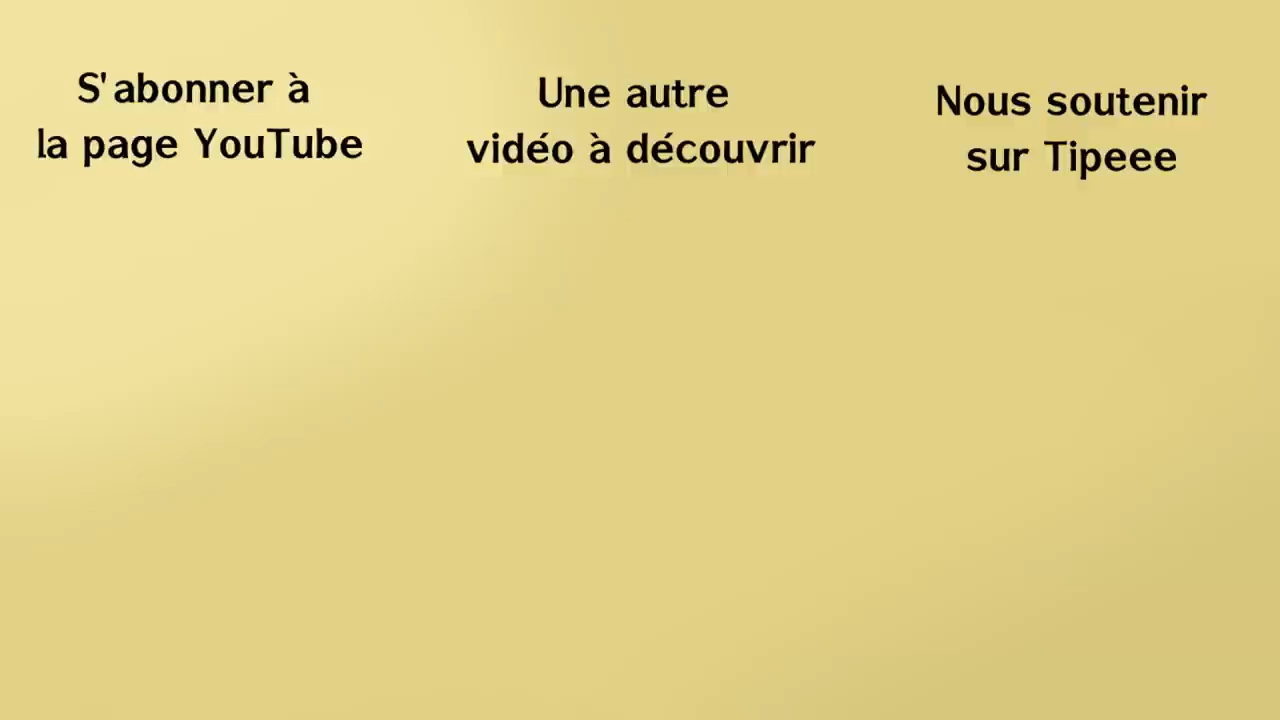 S'abonner à
la page YouTube
Une autre
vidéo à découvrir
Nous soutenir
sur Tipeee